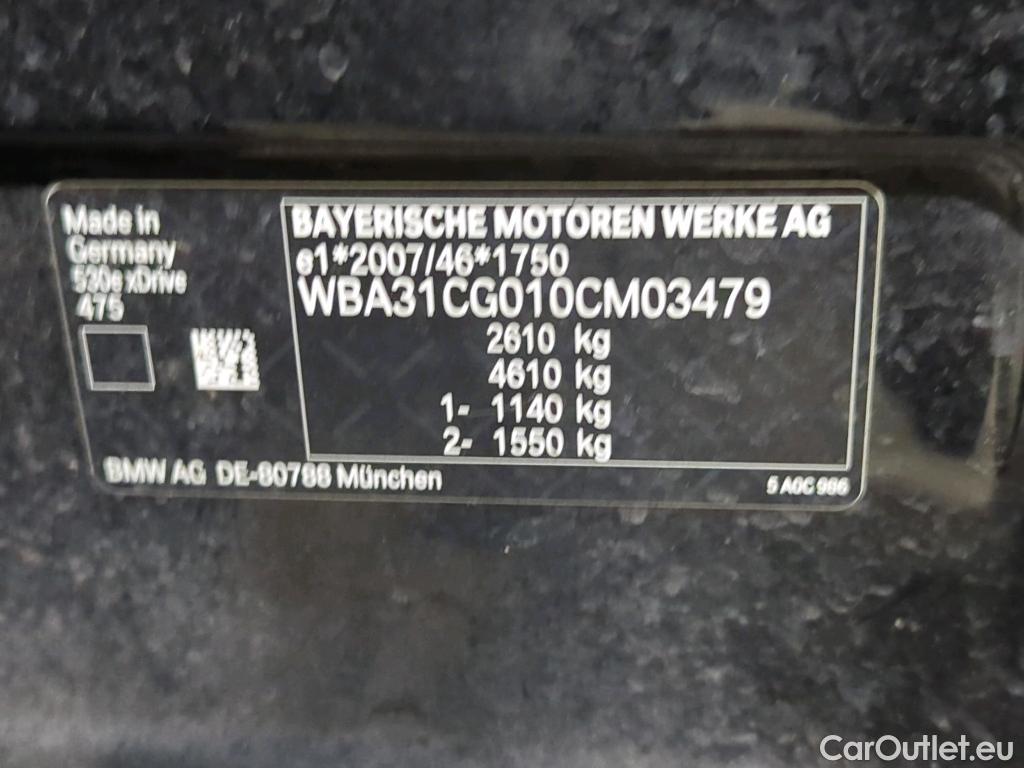 Made in
Germany
530e xDrive
475
BAYERISCHE MOTOREN WERKE AG
e1*2007/46*1750
WBA31CG010CM03479
2610 kg
4610 kg
1- 1140 kg
2- 1550 kg
BMW AG DE-80788 München
5 A0C 986
CarOutlet.eu